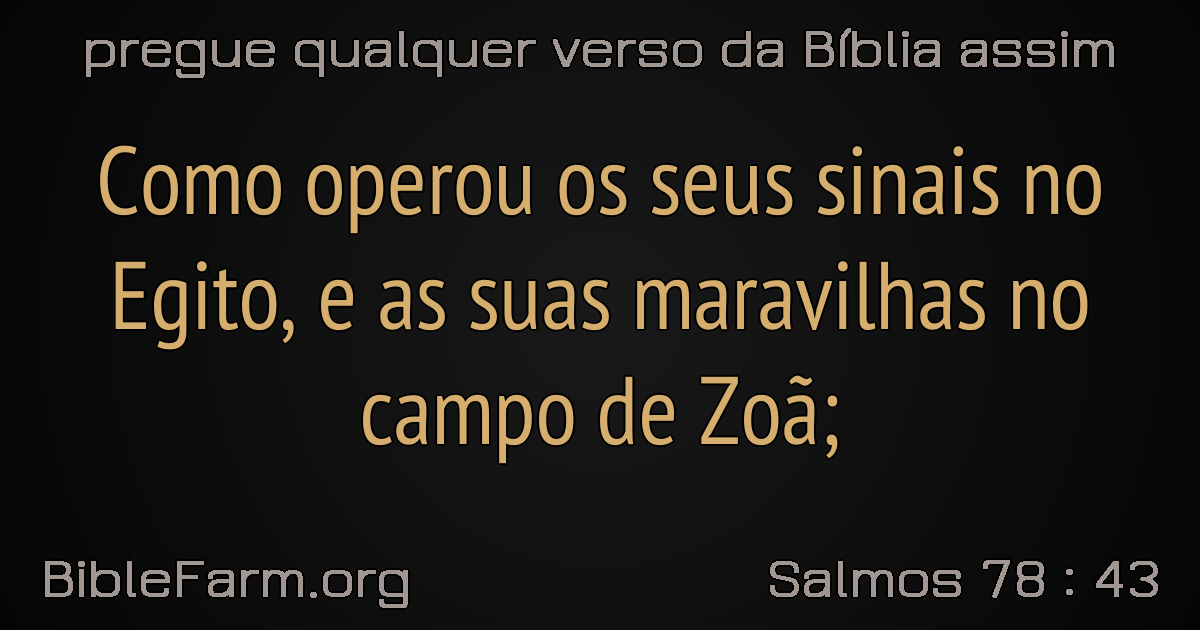 pregue qualquer verso da Bíblia assim
Como operou os seus sinais no
Egito, e as suas maravilhas no
campo de Zoã;
BibleFarm.org
Salmos 78 : 43